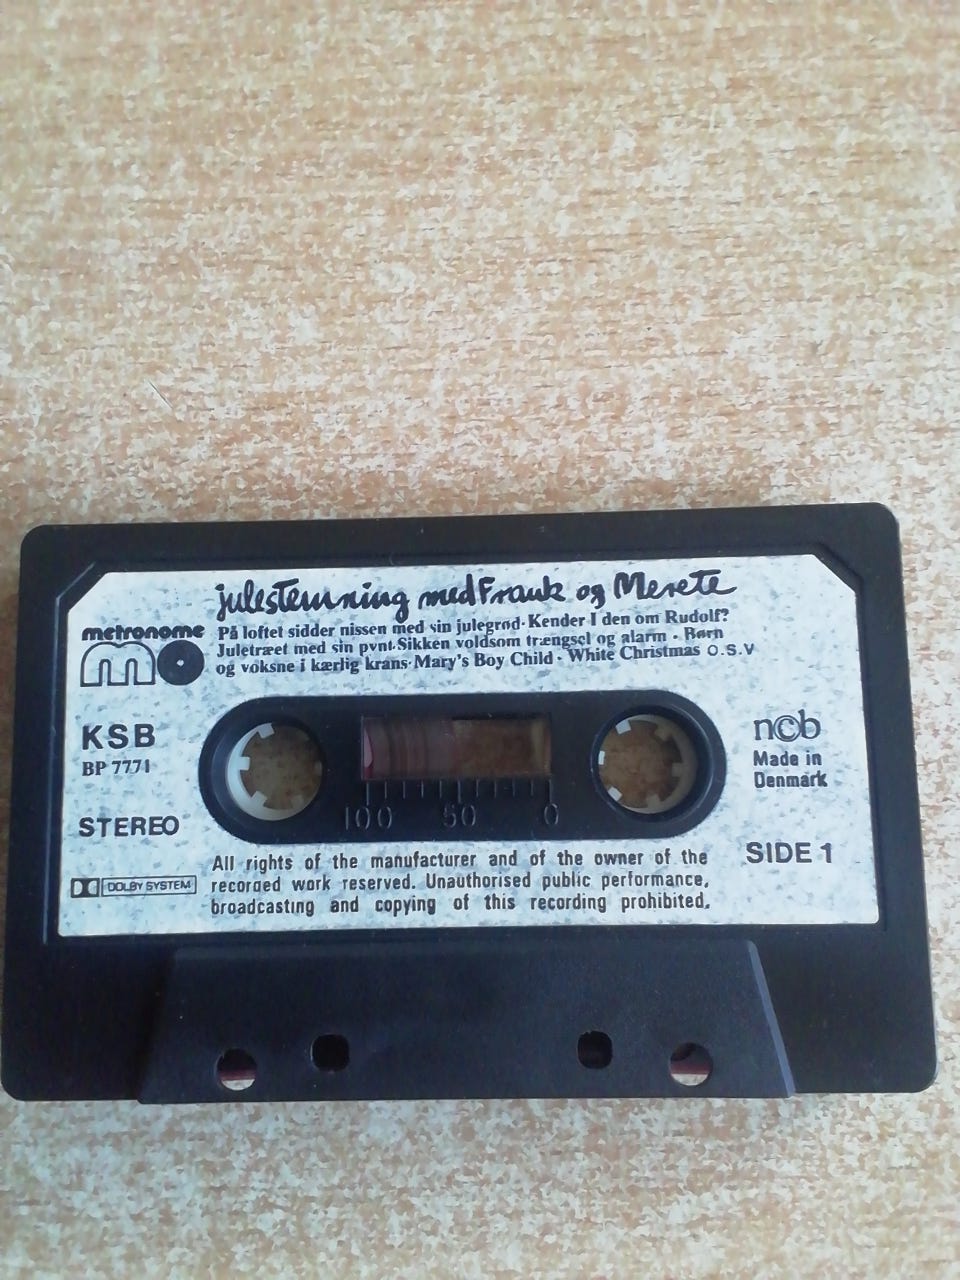 julestemning med Frank og Merete
metronome
På loftet sidder nissen med sin julegrød · Kender I den om Rudolf?
Juletræet med sin pynt · Sikken voldsom trængsel og alarm · Børn
og voksne i kærlig krans · Mary's Boy Child · White Christmas O.S.V
KSB
BP 7771
STEREO
DOLBY SYSTEM
ncb
Made in
Denmark
SIDE 1
100 50 0
All rights of the manufacturer and of the owner of the
recorded work reserved. Unauthorised public performance,
broadcasting and copying of this recording prohibited.